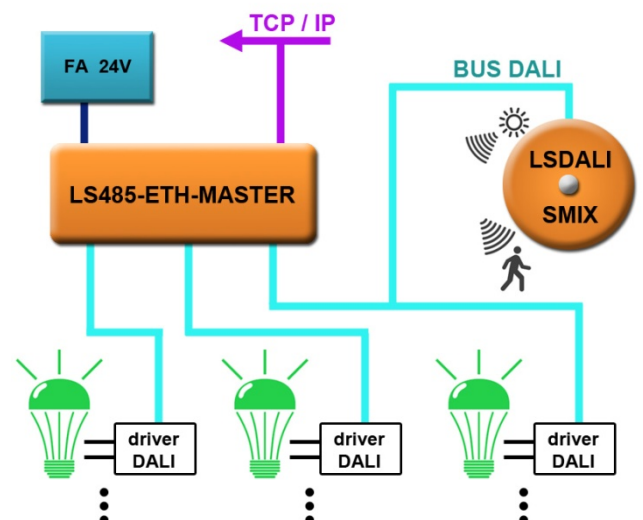 TCP / IP
FA 24V
BUS DALI
LS485-ETH-MASTER
LSDALI
SMIX
driver
DALI
driver
DALI
driver
DALI